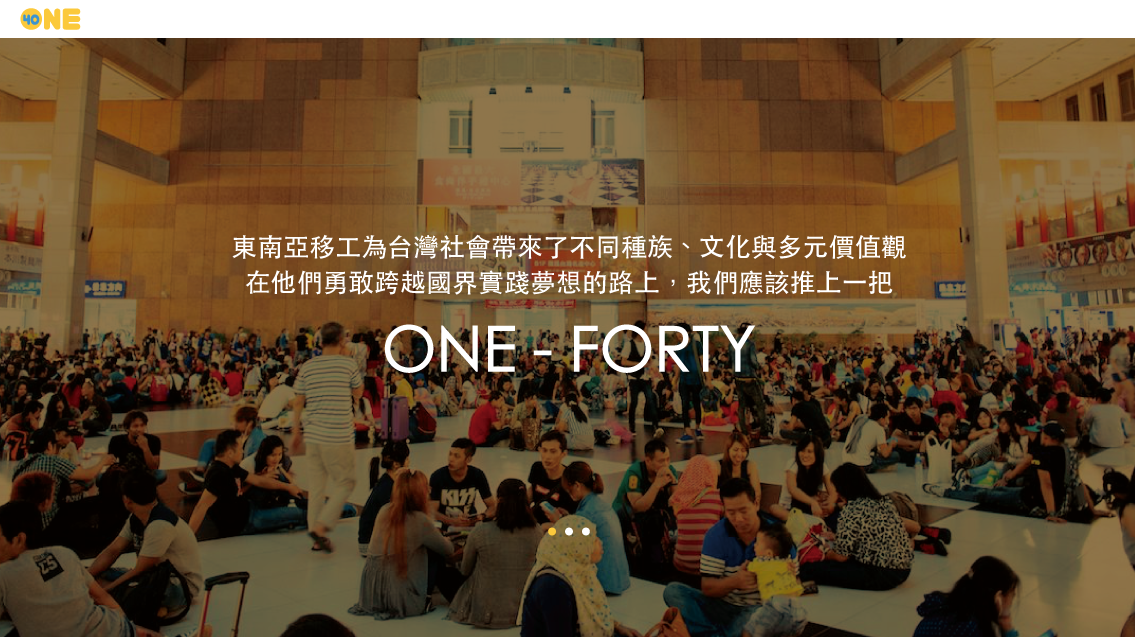 40 ONE
東南亞移工為台灣社會帶來了不同種族、文化與多元價值觀
在他們勇敢跨越國界實踐夢想的路上，我們應該推上一把
ONE - FORTY